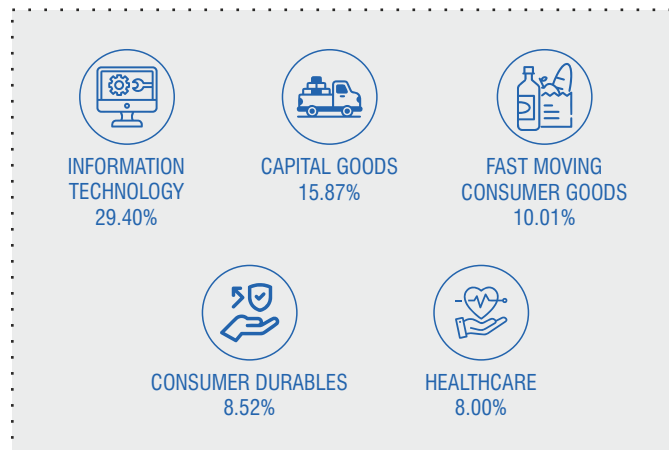 INFORMATION
TECHNOLOGY
29.40%
CAPITAL GOODS
15.87%
FAST MOVING
CONSUMER GOODS
10.01%
CONSUMER DURABLES
8.52%
HEALTHCARE
8.00%